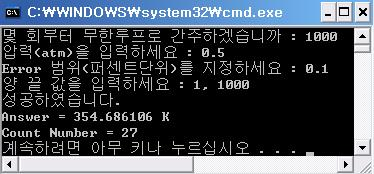 C:\WINDOWS\system32\cmd.exe
몇 회부터 무한루프로 간주하겠습니까 : 1000
압력(atm)을 입력하세요 : 0.5
Error 범위(퍼센트단위)를 지정하세요 : 0.1
양 끝 값을 입력하세요 : 1, 1000
성공하였습니다.
Answer = 354.686106 K
Count Number = 27
계속하려면 아무 키나 누르십시오 . . .